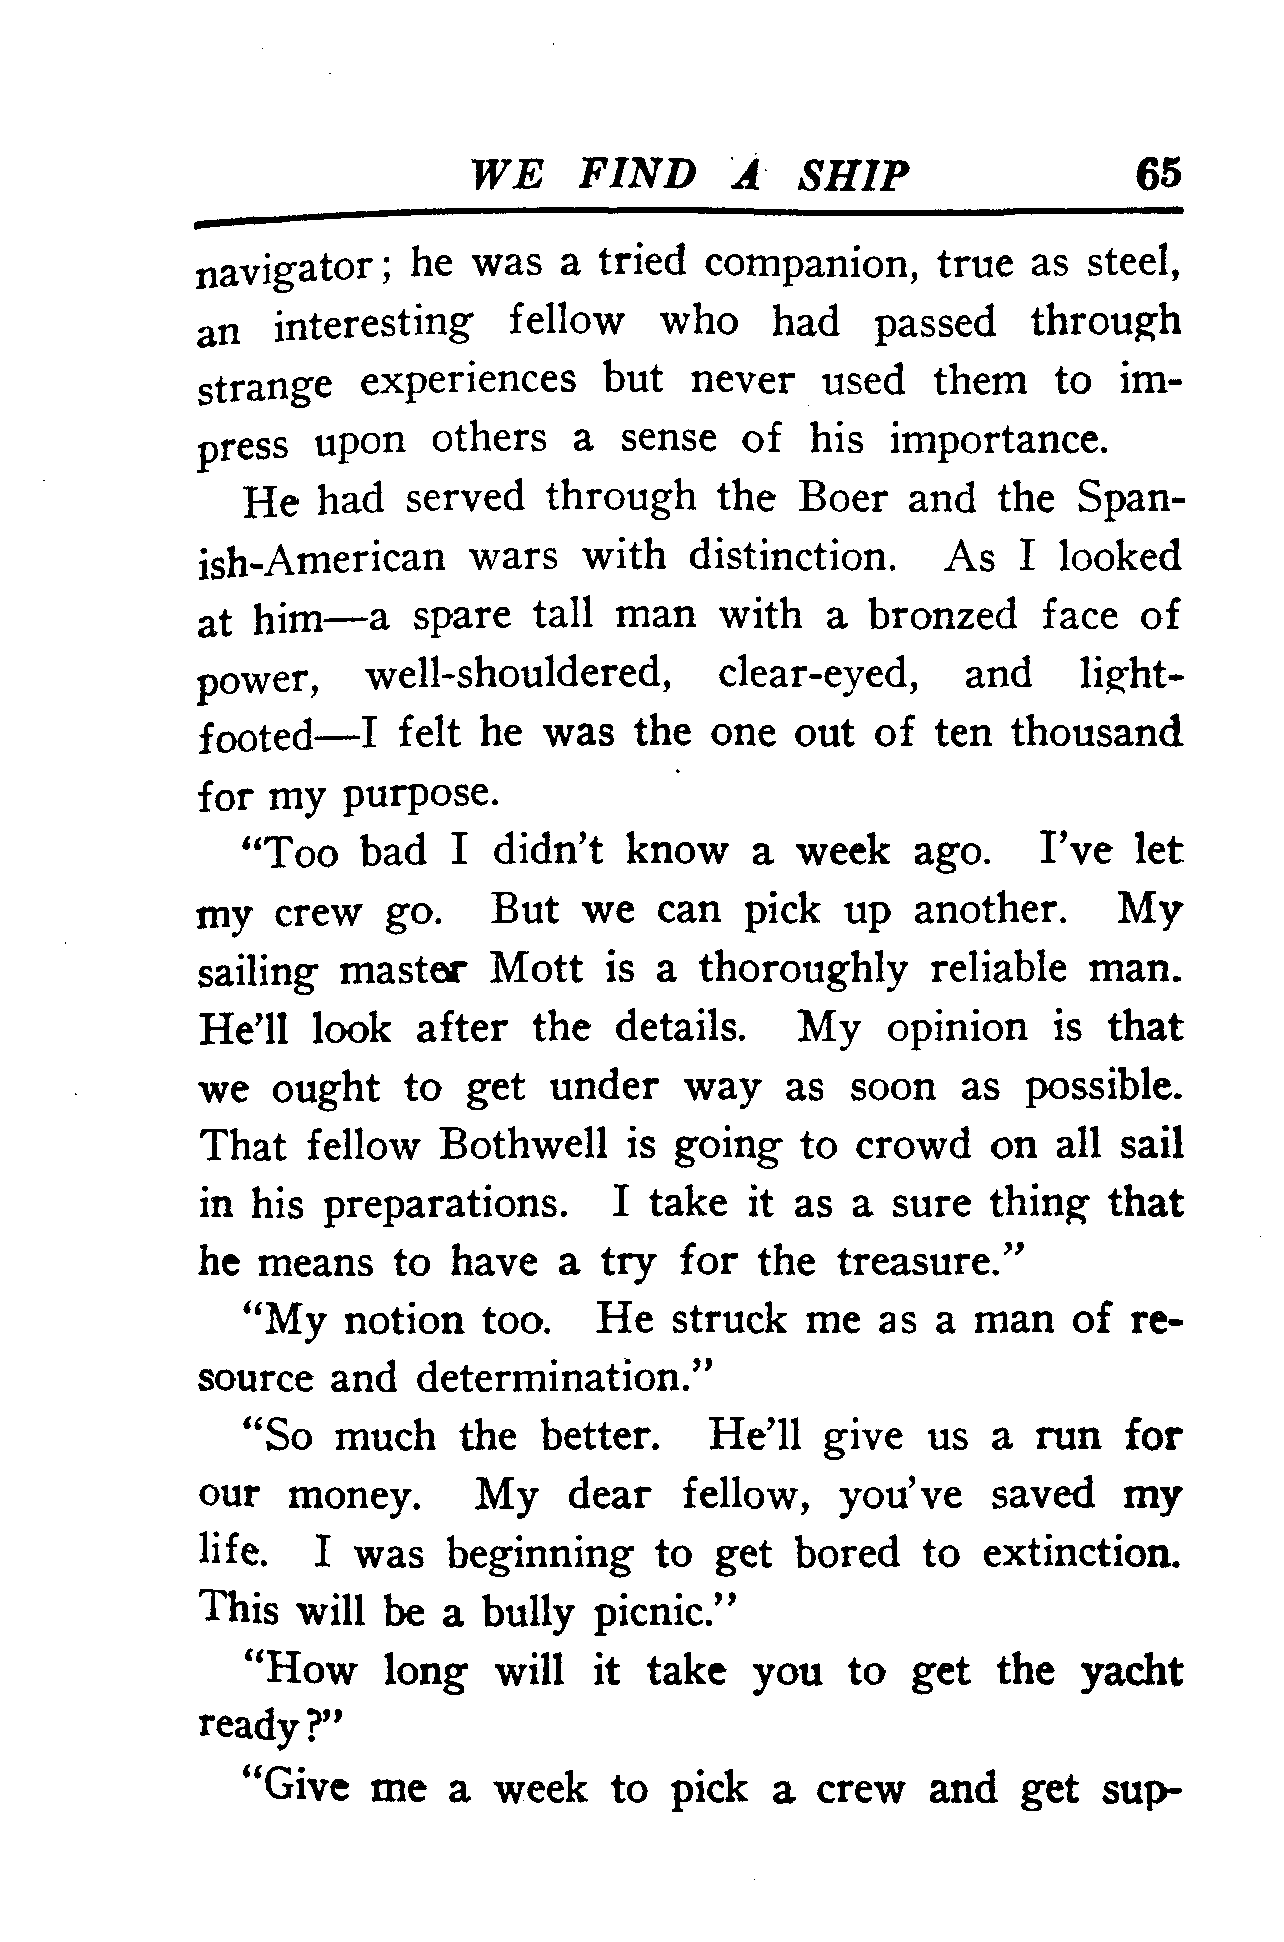 WE FIND A SHIP 65
navigator; he was a tried companion, true as steel,
an interesting fellow who had passed through
strange experiences but never used them to im-
press upon others a sense of his importance.
He had served through the Boer and the Span-
ish-American wars with distinction. As I looked
at him—a spare tall man with a bronzed face of
power, well-shouldered, clear-eyed, and light-
footed—I felt he was the one out of ten thousand
for my purpose.
“Too bad I didn’t know a week ago. I’ve let
my crew go. But we can pick up another. My
sailing master Mott is a thoroughly reliable man.
He’ll look after the details. My opinion is that
we ought to get under way as soon as possible.
That fellow Bothwell is going to crowd on all sail
in his preparations. I take it as a sure thing that
he means to have a try for the treasure.”
“My notion too. He struck me as a man of re-
source and determination.”
“So much the better. He’ll give us a run for
our money. My dear fellow, you’ve saved my
life. I was beginning to get bored to extinction.
This will be a bully picnic.”
“How long will it take you to get the yacht
ready?”
“Give me a week to pick a crew and get sup-